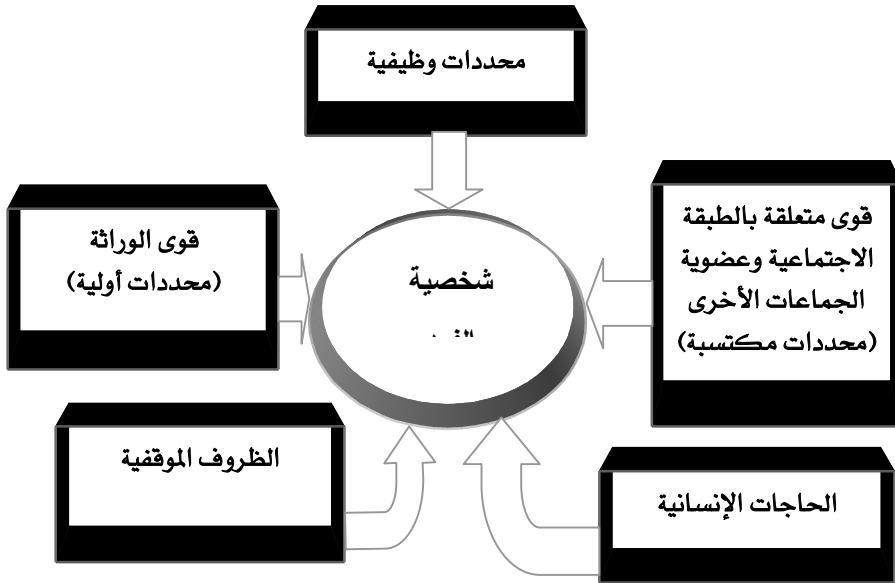 محددات وظيفية
قوى متعلقة بالطبقة
الاجتماعية وعضوية
الجماعات الأخرى
(محددات مكتسبة)
قوى الوراثة
(محددات أولية)
شخصية
الظروف الموقفية
الحاجات الإنسانية